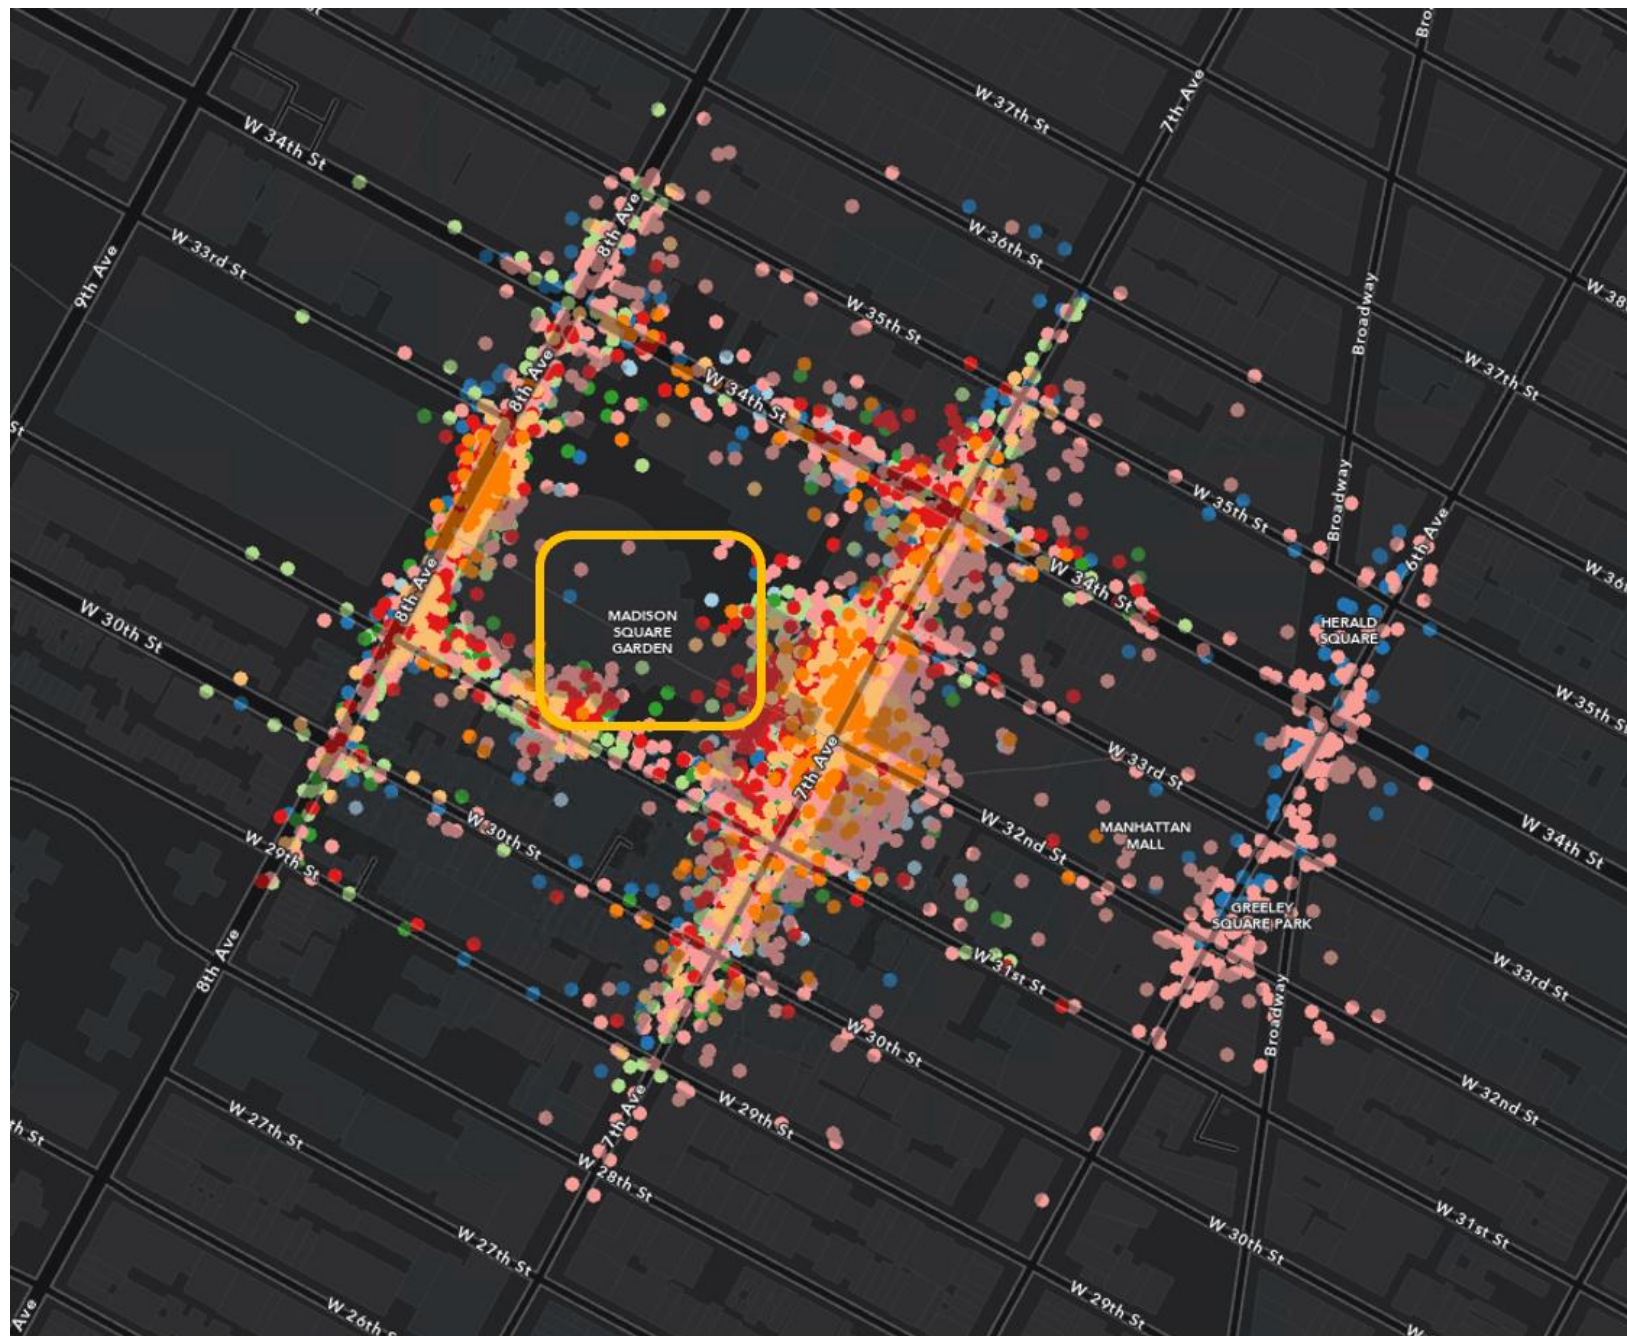 Bro
W 37th St
7th Ave
W 34th St
8th Ave
W 36th St
W 33rd St
9th Ave
W 38
W 35th St
Broadway
W 37th St
8th Ave
W 34th St
St
Broadway
W 35th St
6th Ave
W 36
W 34th St
8th Ave
W 30th St
MADISON
SQUARE
GARDEN
HERALD
SQUARE
W 35th St
W 33rd St
7th Ave
W 32nd St
MANHATTAN
MALL
W 30th St
W 34th St
W 29th St
GREELEY
SQUARE PARK
8th Ave
W 31st St
W 33rd St
Broadway
W 30th St
W 32nd St
7th Ave
W 29th St
W 27th St
th St
W 28th St
W 31st St
W 30th St
W 27th St
W 29th St
Ave
W 26th S
W